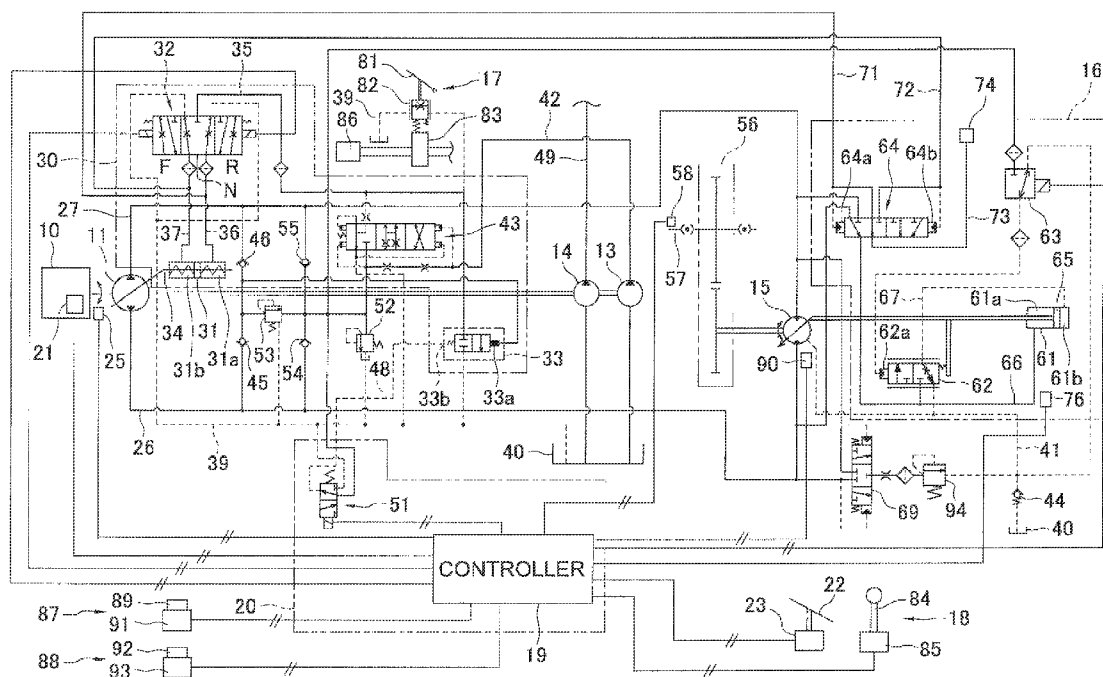 32 35 81 17 71 16
82 72 74
39 42 56
86 83 64
30 49 64a 64b
F R 58
N 73 63
27 43
10 37 36 46 55 57 65
11 14 13 15 67 61a
52 62a
53 61
21 34 31 33 90 62 61b
25 31b 31a 48 66 76
45 54 33b 33a
26 40 41
39 44
51 69 94 40
CONTROLLER
22 84
87 89 20 23 18
91
88 92 19 85
93